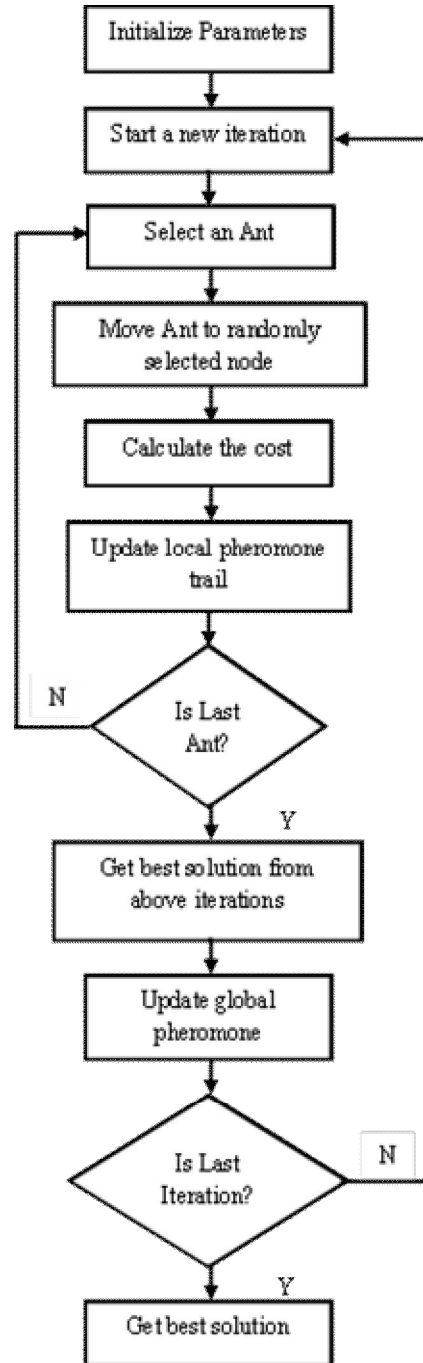 Initialize Parameters
Start a new iteration
Select an Ant
Move Ant to randomly
selected node
Calculate the cost
Update local pheromone
trail
N
Is Last
Ant?
Y
Get best solution from
above iterations
Update global
pheromone
Is Last
Iteration?
N
Y
Get best solution